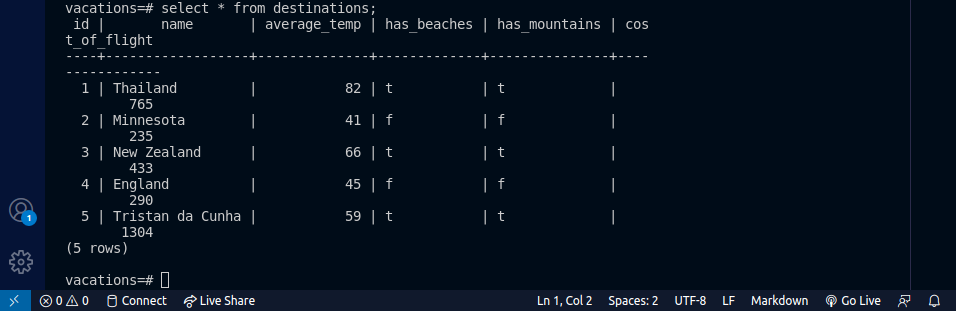 vacations=# select * from destinations;
 id |       name       | average_temp | has_beaches | has_mountains | cos
t_of_flight
----+------------------+--------------+-------------+---------------+----
------------
  1 | Thailand         |           82 | t           | t             |
        765
  2 | Minnesota        |           41 | f           | f             |
        235
  3 | New Zealand      |           66 | t           | t             |
        433
  4 | England          |           45 | f           | f             |
        290
  5 | Tristan da Cunha |           59 | t           | t             |
       1304
(5 rows)
vacations=#
1
0 0 Connect Live Share Ln 1, Col 2 Spaces: 2 UTF-8 LF Markdown Go Live